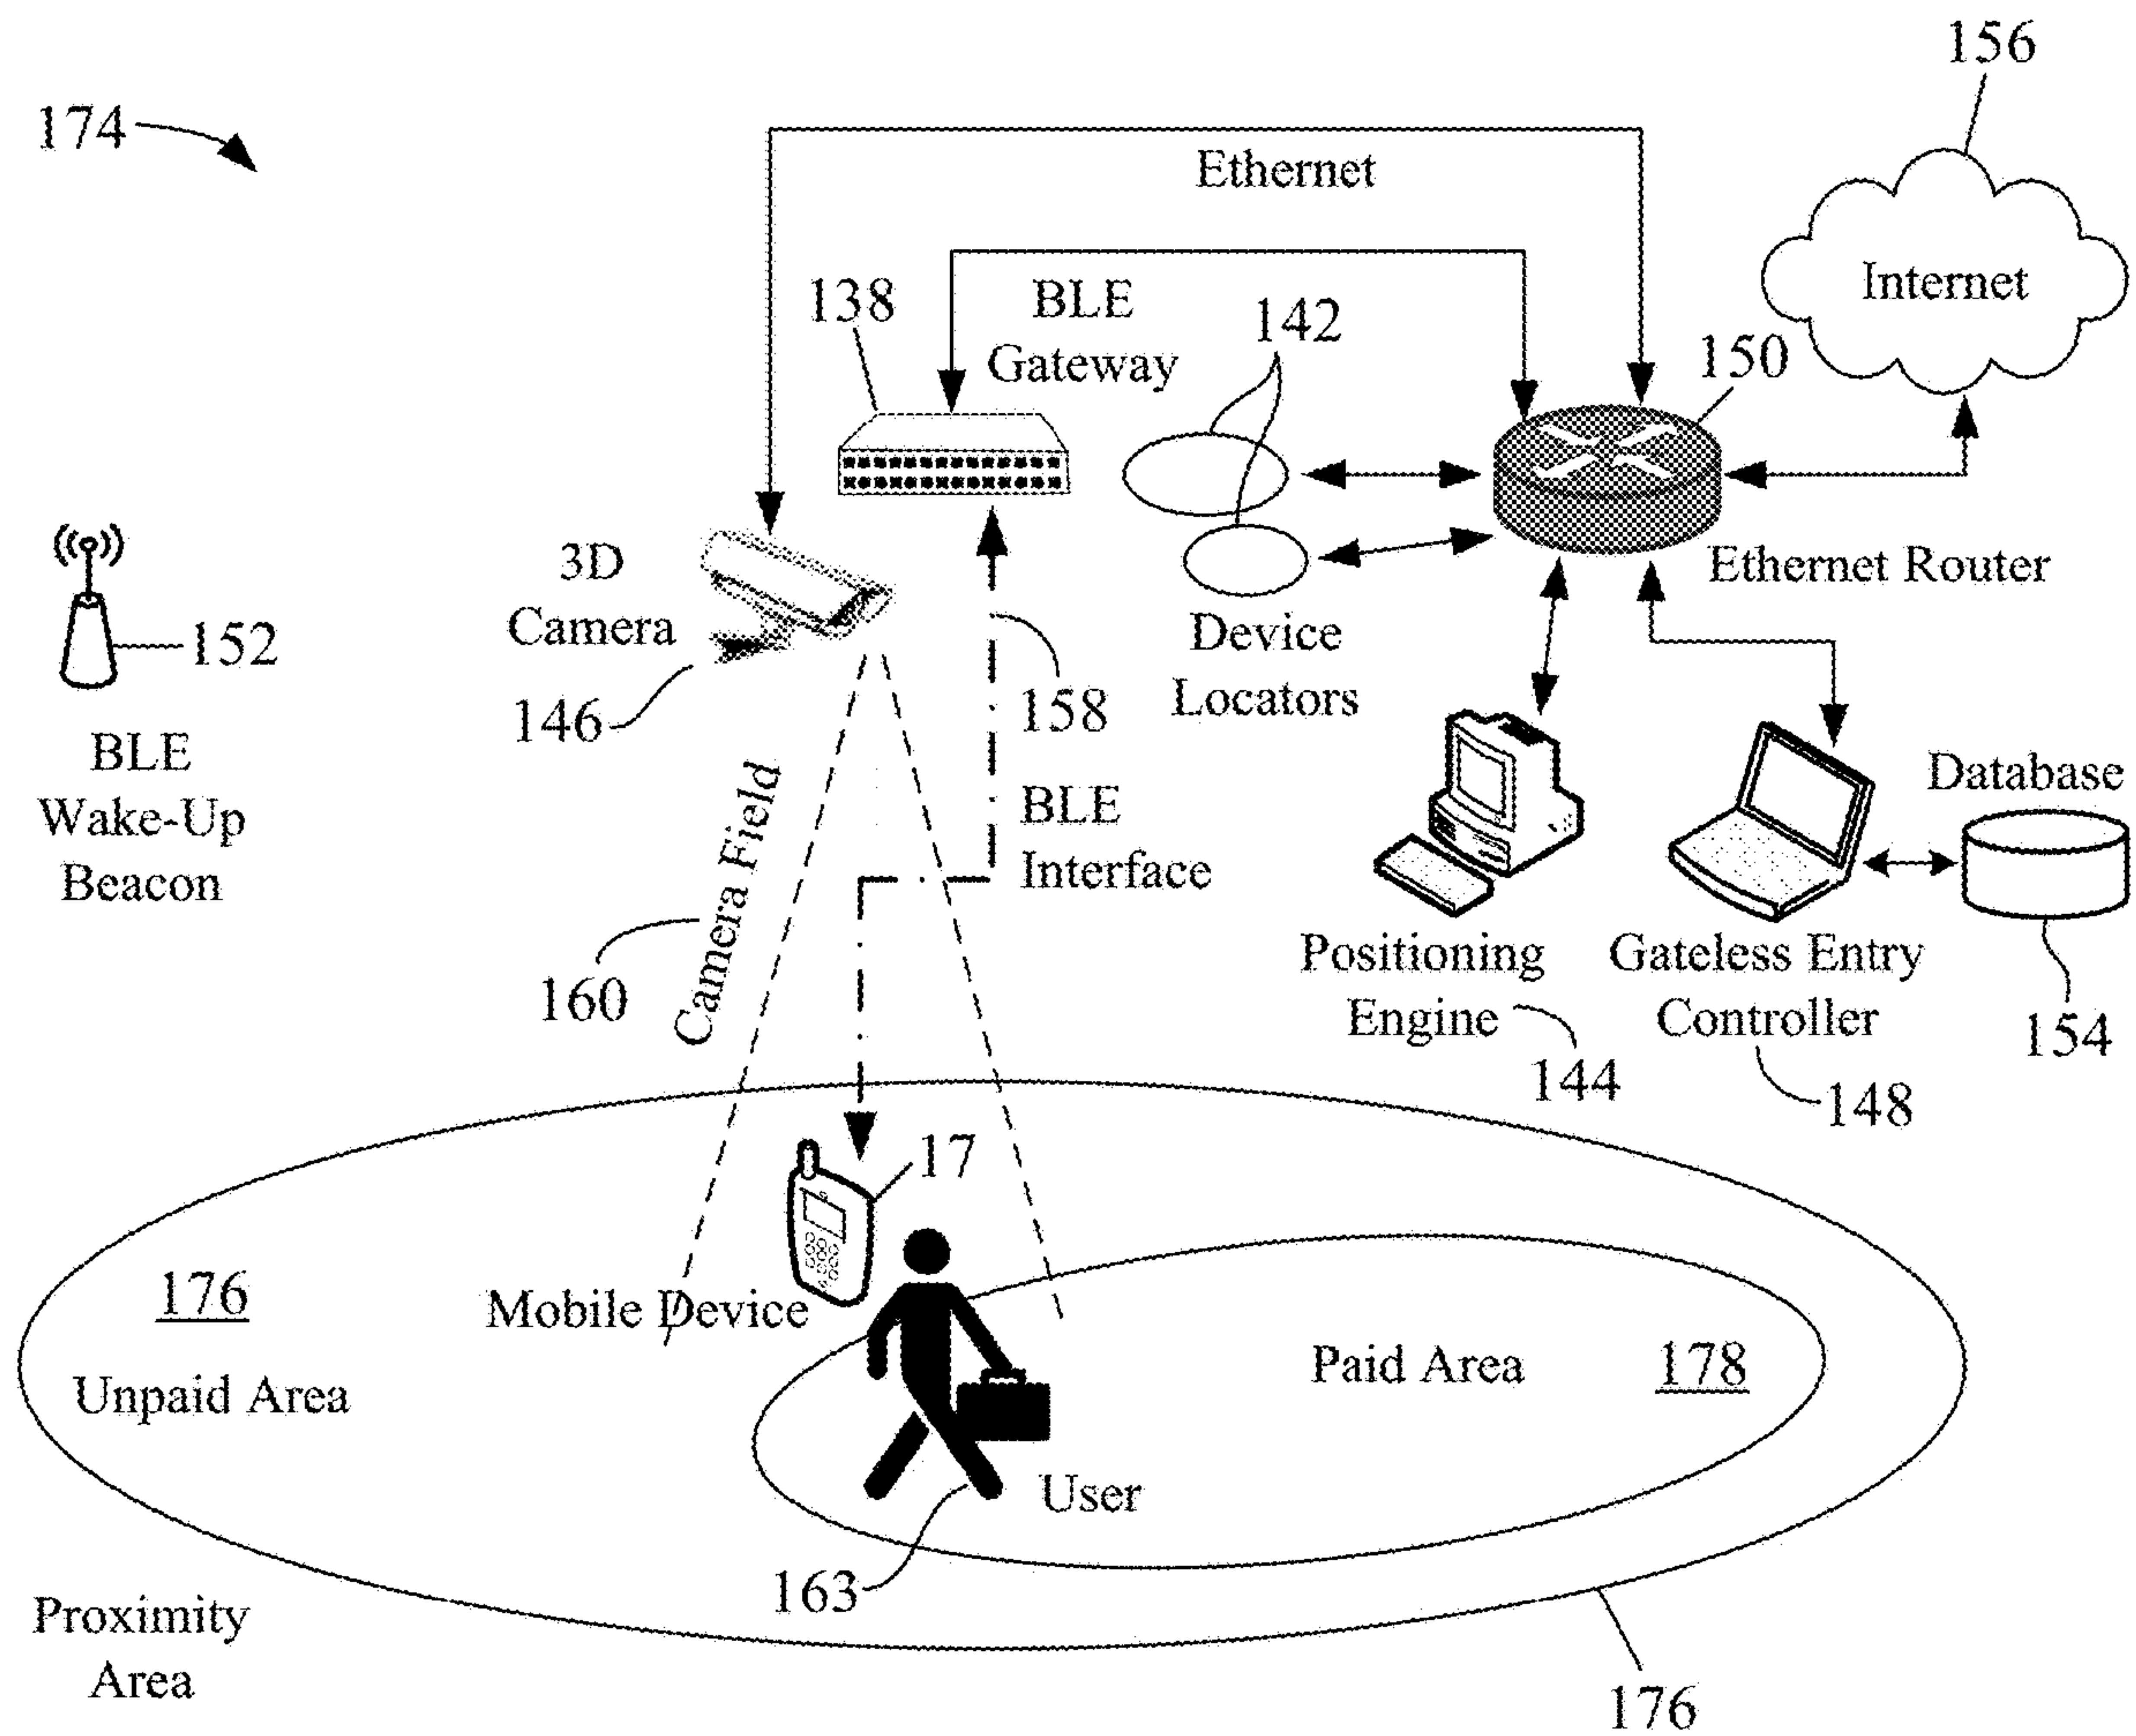 156
174
Ethernet
Internet
138
BLE
Gateway
142
150
3D
Camera
Ethernet Router
152
146
158
Device
Locators
BLE
Wake-Up
Beacon
Camera Field
BLE
Interface
Database
160
Positioning
Engine
144
Gateless Entry
Controller
148
154
17
176
Unpaid Area
Mobile Device
Paid Area
178
User
163
Proximity
Area
176